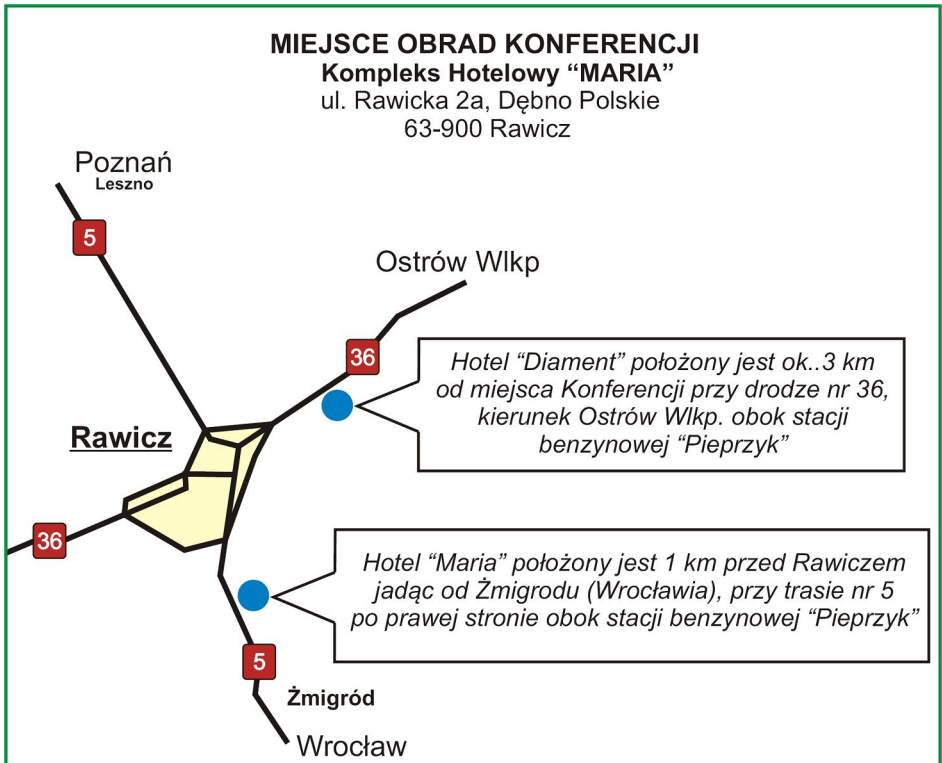 MIEJSCE OBRAD KONFERENCJI
Kompleks Hotelowy “MARIA”
ul. Rawicka 2a, Dębno Polskie
63-900 Rawicz
Poznań
Leszno
5
Ostrów Wlkp
36
Hotel “Diament” położony jest ok..3 km
od miejsca Konferencji przy drodze nr 36,
kierunek Ostrów Wlkp. obok stacji
benzynowej “Pieprzyk”
Rawicz
36
Hotel “Maria” położony jest 1 km przed Rawiczem
jadąc od Żmigrodu (Wrocławia), przy trasie nr 5
po prawej stronie obok stacji benzynowej “Pieprzyk”
5
Żmigród
Wrocław